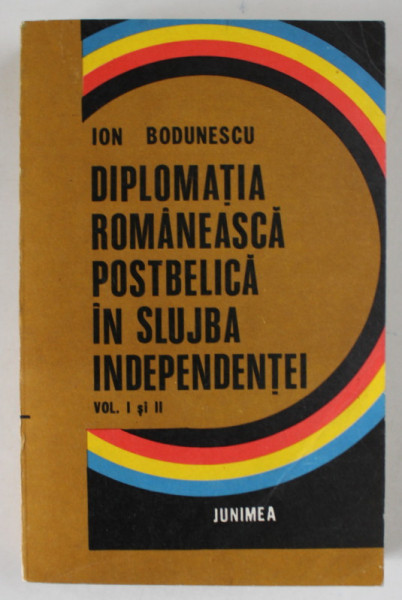 ION BODUNESCU
DIPLOMAȚIA
ROMÂNEASCĂ
POSTBELICĂ
ÎN SLUJBA
INDEPENDENȚEI
VOL. I și II
JUNIMEA